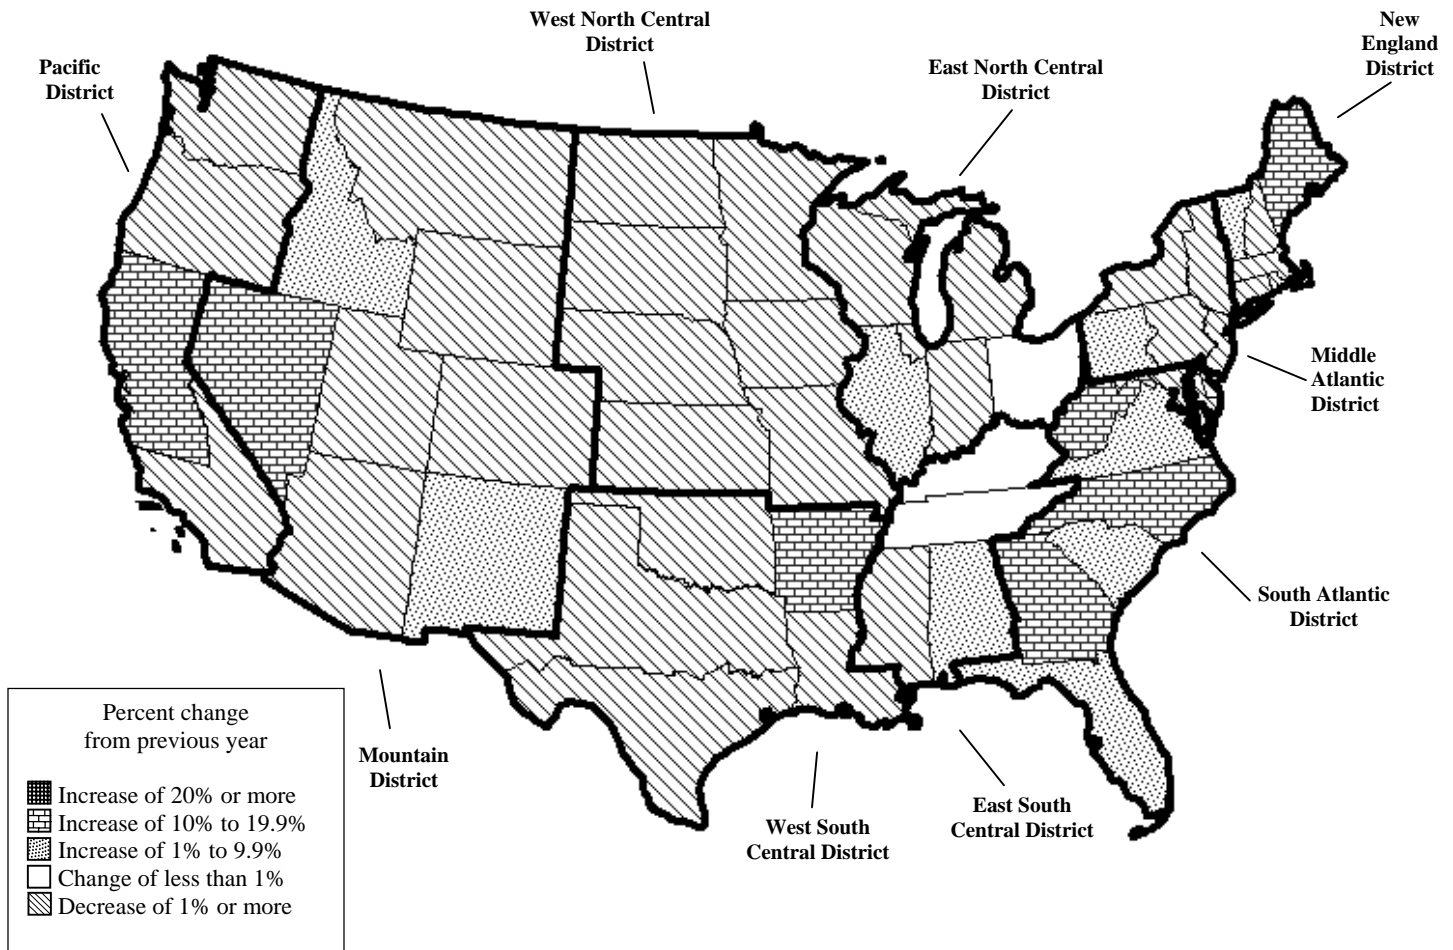 West North Central
District
New
England
District
Pacific
District
East North Central
District
Middle
Atlantic
District
South Atlantic
District
Mountain
District
West South
Central District
East South
Central District
Percent change
from previous year
Increase of 20% or more
Increase of 10% to 19.9%
Increase of 1% to 9.9%
Change of less than 1%
Decrease of 1% or more